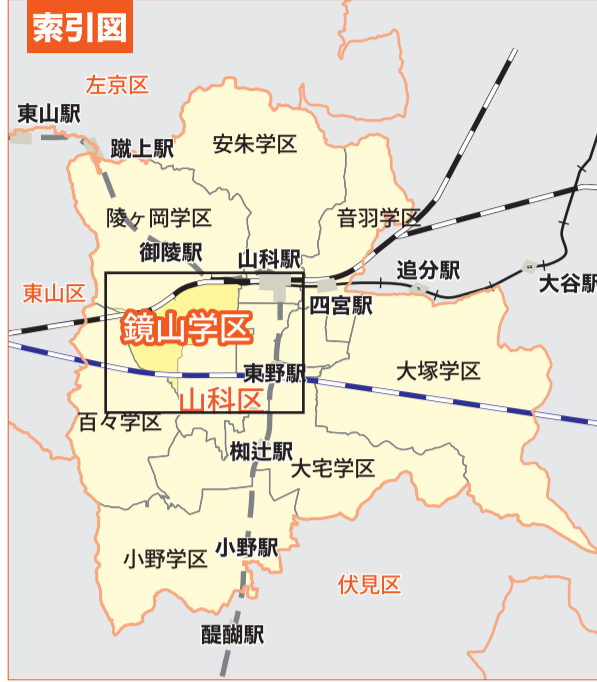 索引図
左京区
東山駅
蹴上駅
安朱学区
陵ヶ岡学区
音羽学区
御陵駅
山科駅
追分駅
大谷駅
東山区
四宮駅
鏡山学区
東野駅
大塚学区
山科区
百々学区
椥辻駅
大宅学区
小野駅
小野学区
伏見区
醍醐駅